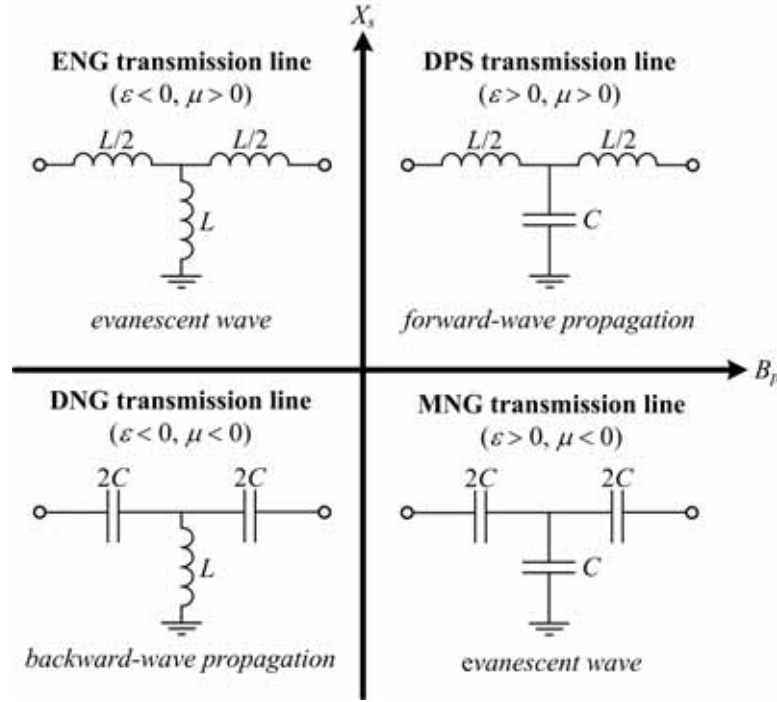 X_s
ENG transmission line
(ε < 0, μ > 0)
L/2 L/2
L
evanescent wave
DPS transmission line
(ε > 0, μ > 0)
L/2 L/2
C
forward-wave propagation
B_p
DNG transmission line
(ε < 0, μ < 0)
2C 2C
L
backward-wave propagation
MNG transmission line
(ε > 0, μ < 0)
2C 2C
C
evanescent wave